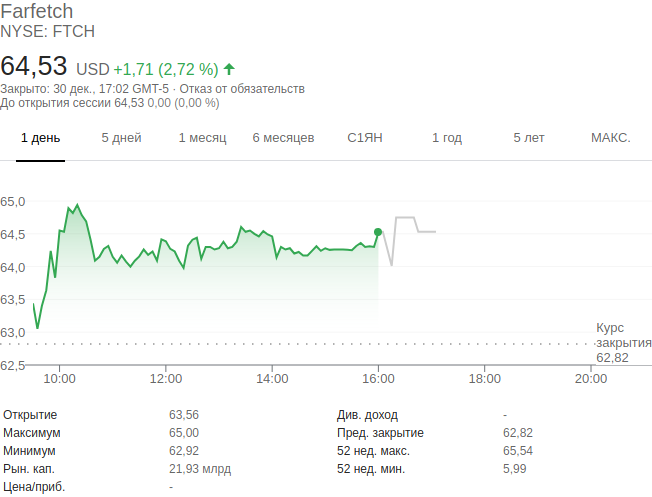 Farfetch
NYSE: FTCH
64,53 USD +1,71 (2,72 %)
Закрыто: 30 дек., 17:02 GMT-5 · Отказ от обязательств
До открытия сессии 64,53 0,00 (0,00 %)
1 день 5 дней 1 месяц 6 месяцев С1ЯН 1 год 5 лет МАКС.
65,0
64,5
64,0
63,5
63,0
62,5
Курс
закрытия
62,82
10:00 12:00 14:00 16:00 18:00 20:00
Открытие 63,56 Див. доход -
Максимум 65,00 Пред. закрытие 62,82
Минимум 62,92 52 нед. макс. 65,54
Рын. кап. 21,93 млрд 52 нед. мин. 5,99
Цена/приб. -